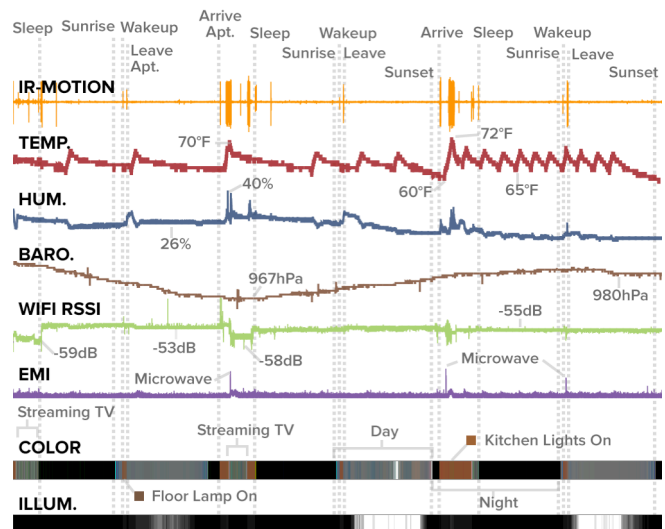 Sleep Sunrise Wakeup Arrive Apt. Sleep Wakeup Arrive Sleep Wakeup
Leave Apt. Sunrise Leave Sunrise Leave
Sunset Sunset
IR-MOTION
TEMP. 70°F 72°F
40% 60°F 65°F
HUM.
26%
BARO.
967hPa
980hPa
WIFI RSSI
-55dB
-59dB -53dB -58dB
EMI Microwave Microwave
Streaming TV
Streaming TV Day Kitchen Lights On
COLOR
Floor Lamp On Night
ILLUM.